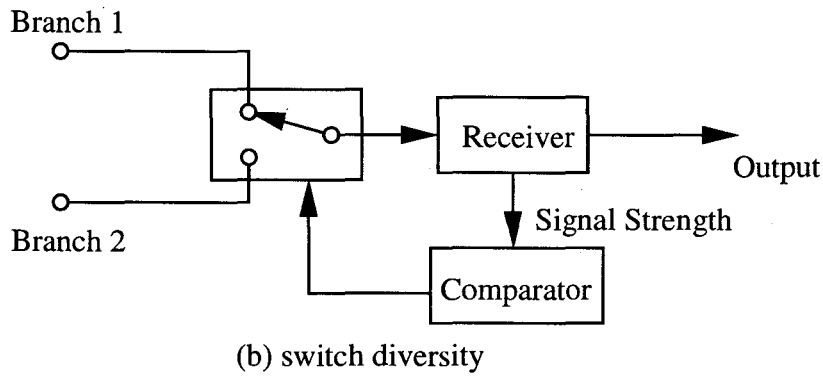 Branch 1
Receiver
Output
Branch 2
Signal Strength
Comparator
(b) switch diversity